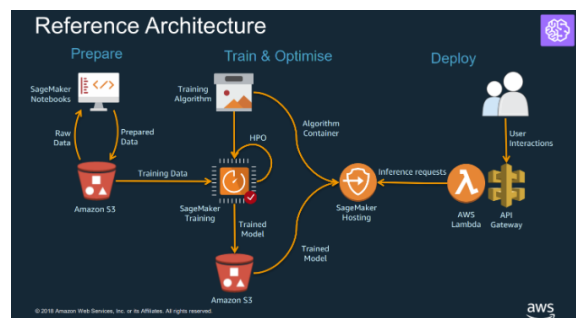 Reference Architecture
Prepare
Train & Optimise
Deploy
SageMaker
Notebooks
Raw
Data
Prepared
Data
Amazon S3
Training Data
Training
Algorithm
HPO
SageMaker
Training
Trained
Model
Amazon S3
Algorithm
Container
Trained
Model
SageMaker
Hosting
Inference requests
User
Interactions
AWS
Lambda
API
Gateway
© 2018 Amazon Web Services, Inc. or its Affiliates. All rights reserved.
aws